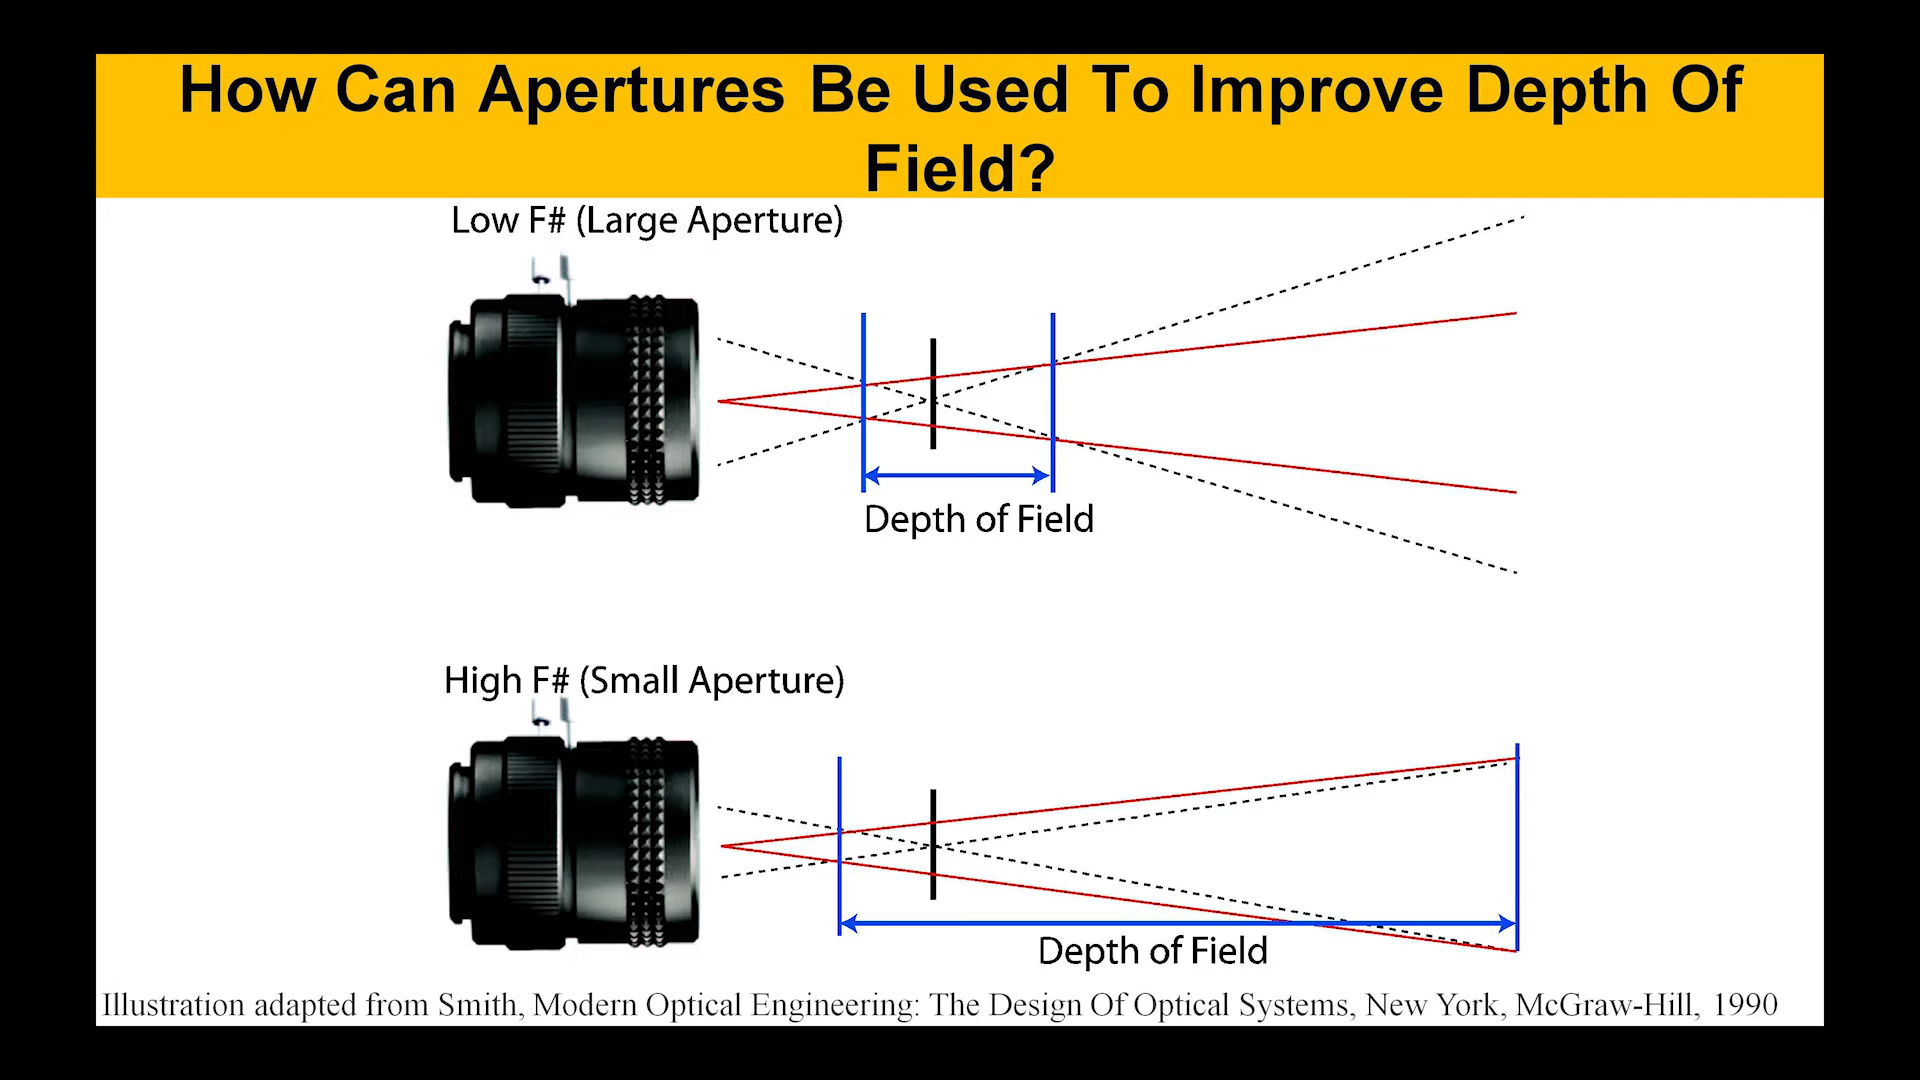 How Can Apertures Be Used To Improve Depth Of
Field?
Low F# (Large Aperture)
Depth of Field
High F# (Small Aperture)
Depth of Field
Illustration adapted from Smith, Modern Optical Engineering: The Design Of Optical Systems, New York, McGraw-Hill, 1990